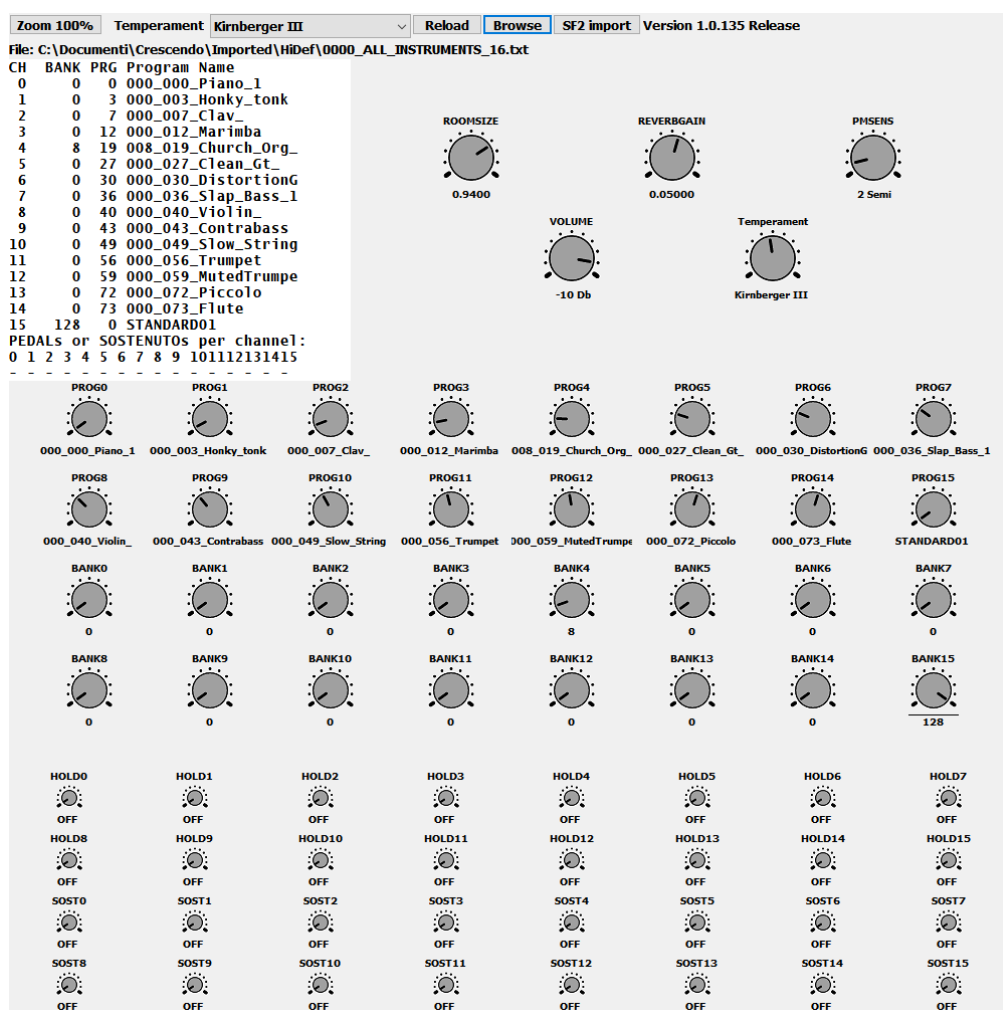 Zoom 100% Temperament Kirnberger III Reload Browse SF2 import Version 1.0.135 Release
File: C:\Documenti\Crescendo\Imported\HiDef\0000_ALL_INSTRUMENTS_16.txt
CH BANK PRG Program Name
0 0 0 000_000_Piano_1
1 0 3 000_003_Honky_tonk
2 0 7 000_007_Clav_
3 0 12 000_012_Marimba
4 8 19 008_019_Church_Org_
5 0 27 000_027_Clean_Gt_
6 0 30 000_030_DistortionG
7 0 36 000_036_Slap_Bass_1
8 0 40 000_040_Violin_
9 0 43 000_043_Contrabass
10 0 49 000_049_Slow_String
11 0 56 000_056_Trumpet
12 0 59 000_059_MutedTrumpe
13 0 72 000_072_Piccolo
14 0 73 000_073_Flute
15 128 0 STANDARD01
PEDALs or SOSTENUTOs per channel:
0 1 2 3 4 5 6 7 8 9 101112131415
- - - - - - - - - - - - - - - -
ROOMSIZE REVERBGAIN PMSENS
0.9400 0.05000 2 Semi
VOLUME Temperament
-10 Db Kirnberger III
PROG0 PROG1 PROG2 PROG3 PROG4 PROG5 PROG6 PROG7
000_000_Piano_1 000_003_Honky_tonk 000_007_Clav_ 000_012_Marimba 008_019_Church_Org_ 000_027_Clean_Gt_ 000_030_DistortionG 000_036_Slap_Bass_1
PROG8 PROG9 PROG10 PROG11 PROG12 PROG13 PROG14 PROG15
000_040_Violin_ 000_043_Contrabass 000_049_Slow_String 000_056_Trumpet 000_059_MutedTrumpe 000_072_Piccolo 000_073_Flute STANDARD01
BANK0 BANK1 BANK2 BANK3 BANK4 BANK5 BANK6 BANK7
0 0 0 0 8 0 0 0
BANK8 BANK9 BANK10 BANK11 BANK12 BANK13 BANK14 BANK15
0 0 0 0 0 0 0 128
HOLD0 HOLD1 HOLD2 HOLD3 HOLD4 HOLD5 HOLD6 HOLD7
OFF OFF OFF OFF OFF OFF OFF OFF
HOLD8 HOLD9 HOLD10 HOLD11 HOLD12 HOLD13 HOLD14 HOLD15
OFF OFF OFF OFF OFF OFF OFF OFF
SOST0 SOST1 SOST2 SOST3 SOST4 SOST5 SOST6 SOST7
OFF OFF OFF OFF OFF OFF OFF OFF
SOST8 SOST9 SOST10 SOST11 SOST12 SOST13 SOST14 SOST15
OFF OFF OFF OFF OFF OFF OFF OFF